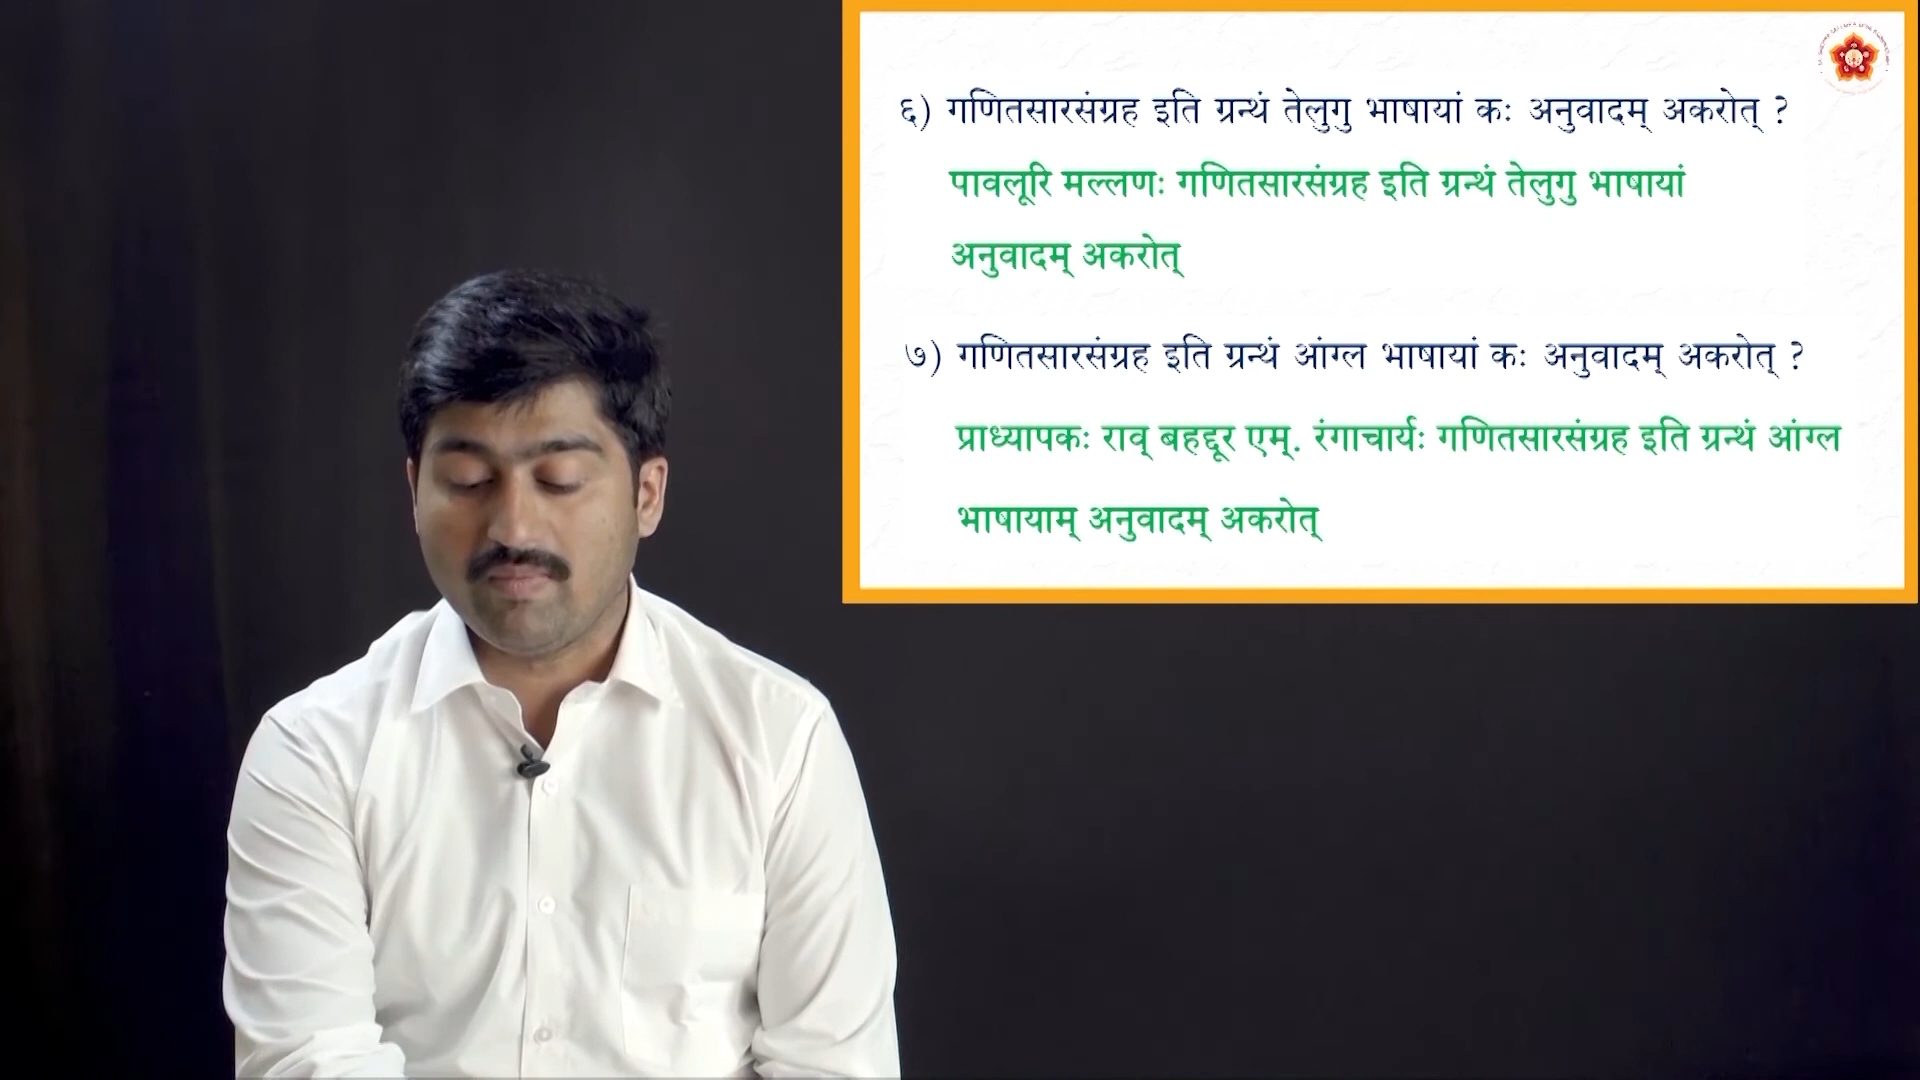 ६) गणितसारसंग्रह इति ग्रन्थं तेलुगु भाषायां कः अनुवादम् अकरोत् ?
पावलूरि मल्लणः गणितसारसंग्रह इति ग्रन्थं तेलुगु भाषायां
अनुवादम् अकरोत्
७) गणितसारसंग्रह इति ग्रन्थं आंग्ल भाषायां कः अनुवादम् अकरोत् ?
प्राध्यापकः राव् बहद्दूर एम्. रंगाचार्यः गणितसारसंग्रह इति ग्रन्थं आंग्ल
भाषायाम् अनुवादम् अकरोत्